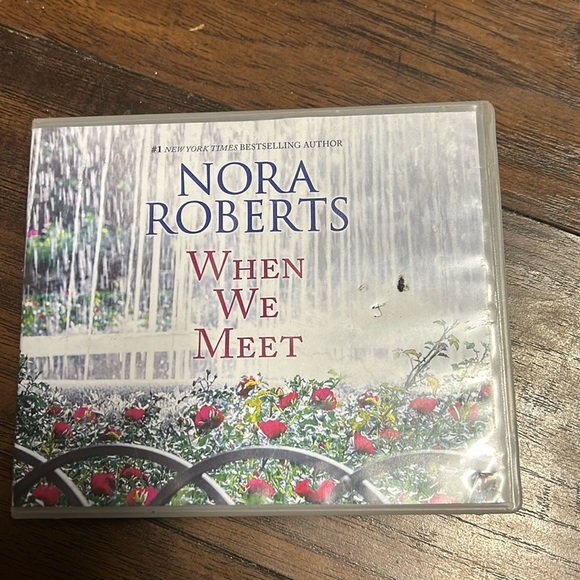 #1 NEW YORK TIMES BESTSELLING AUTHOR
NORA
ROBERTS
WHEN
WE
MEET